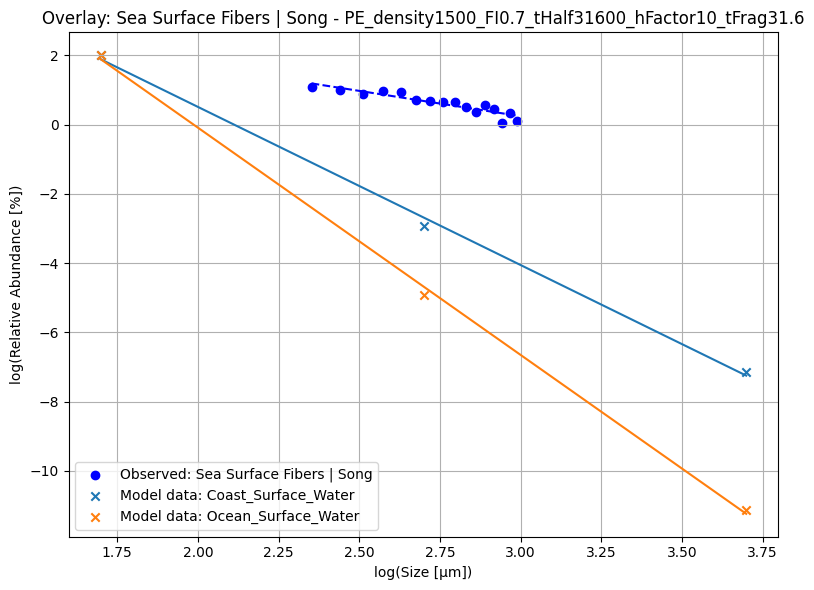 Overlay: Sea Surface Fibers | Song - PE_density1500_FI0.7_tHalf31600_hFactor10_tFrag31.6
2
0
−2
−4
−6
−8
−10
log(Relative Abundance [%])
Observed: Sea Surface Fibers | Song
Model data: Coast_Surface_Water
Model data: Ocean_Surface_Water
1.75 2.00 2.25 2.50 2.75 3.00 3.25 3.50 3.75
log(Size [μm])